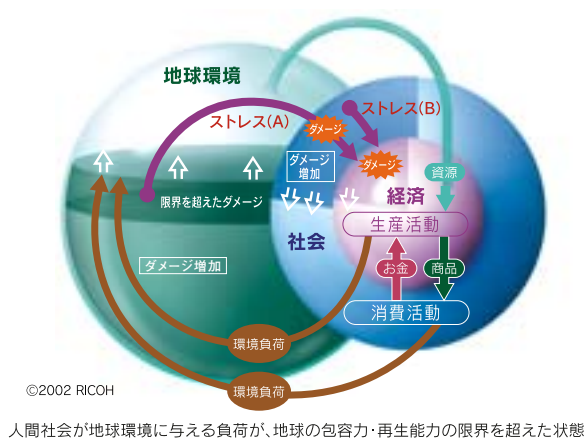 地球環境
ストレス(A)
ストレス(B)
ダメージ
ダメージ
ダメージ
増加
資源
限界を超えたダメージ
経済
生産活動
社会
ダメージ増加
お金
商品
消費活動
環境負荷
環境負荷
©2002 RICOH
人間社会が地球環境に与える負荷が、地球の包容力・再生能力の限界を超えた状態